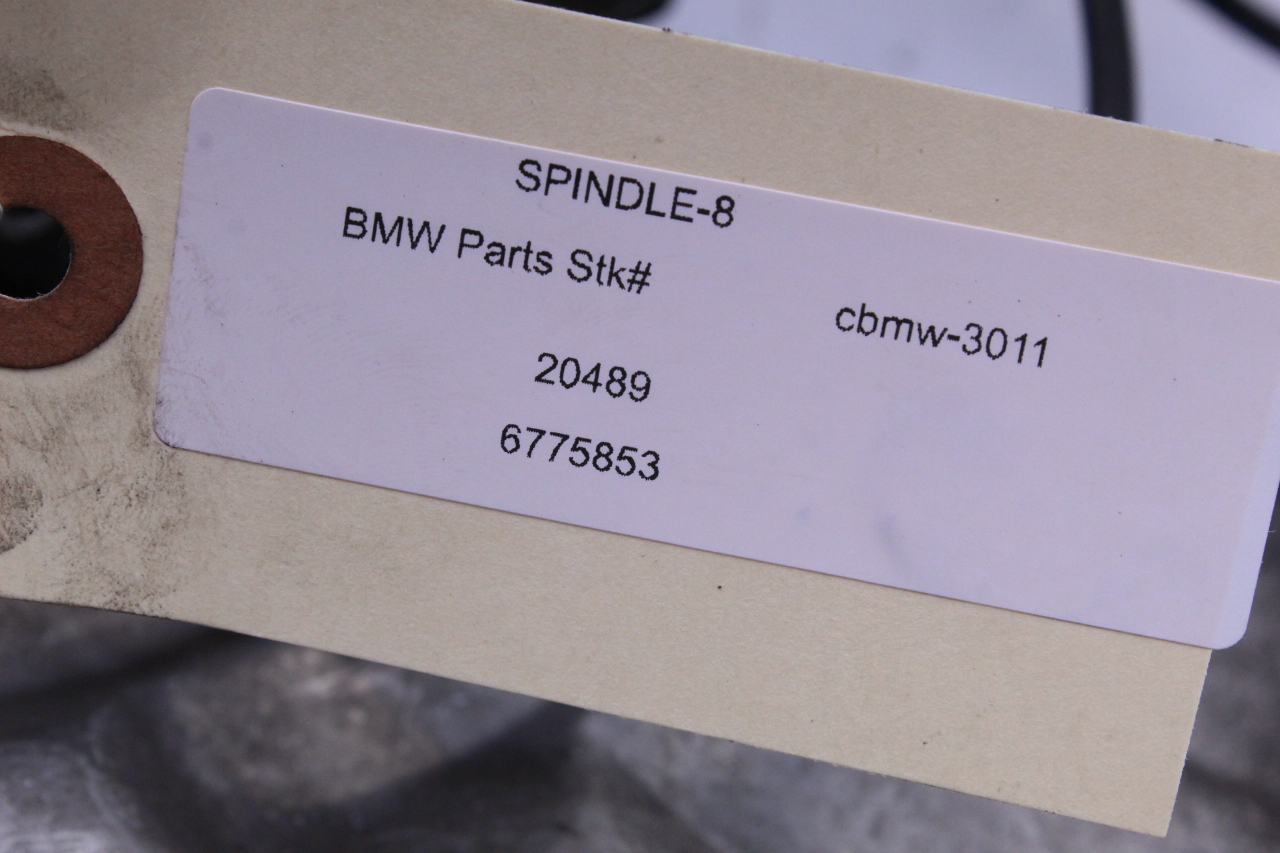 SPINDLE-8
BMW Parts Stk#
cbmw-3011
20489
6775853